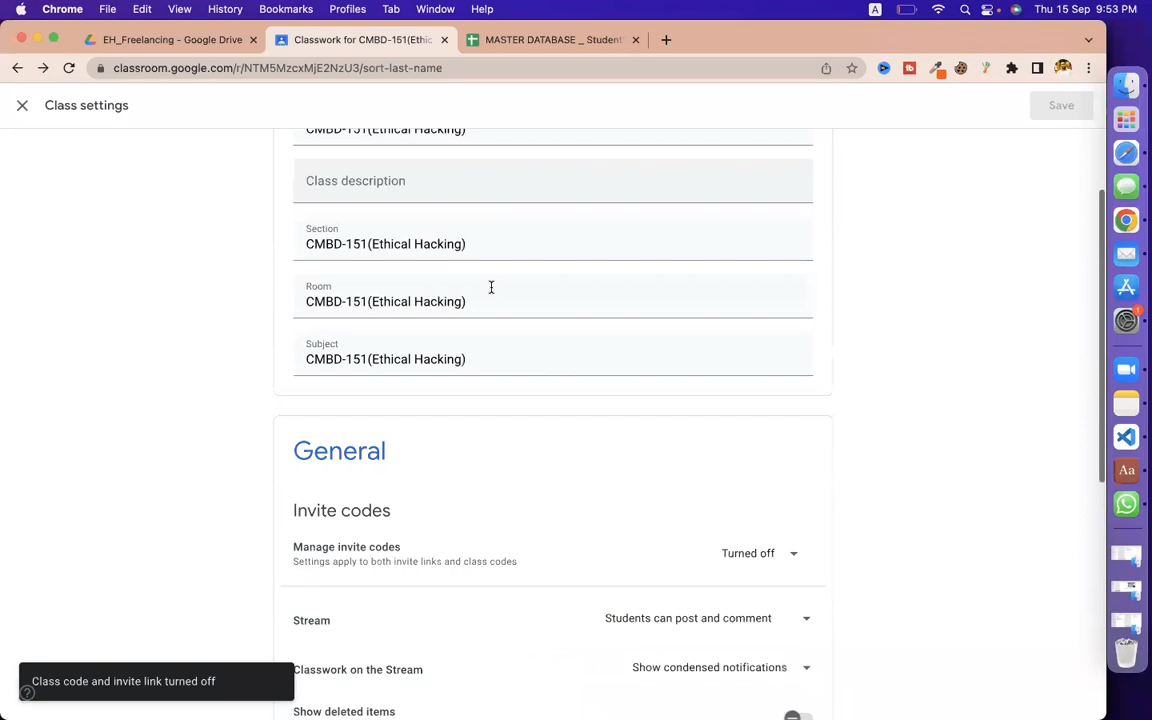 Chrome File Edit View History Bookmarks Profiles Tab Window Help A Thu 15 Sep 9:53 PM
EH_Freelancing - Google Drive Classwork for CMBD-151(Ethic MASTER DATABASE _ Student
classroom.google.com/r/NTM5MzcxMjE2NzU3/sort-last-name
Class settings Save
CMBD-151(Ethical Hacking)
Class description
Section
CMBD-151(Ethical Hacking)
Room
CMBD-151(Ethical Hacking)
Subject
CMBD-151(Ethical Hacking)
General
Invite codes
Manage invite codes Turned off
Settings apply to both invite links and class codes
Stream Students can post and comment
Classwork on the Stream Show condensed notifications
Class code and invite link turned off
Show deleted items